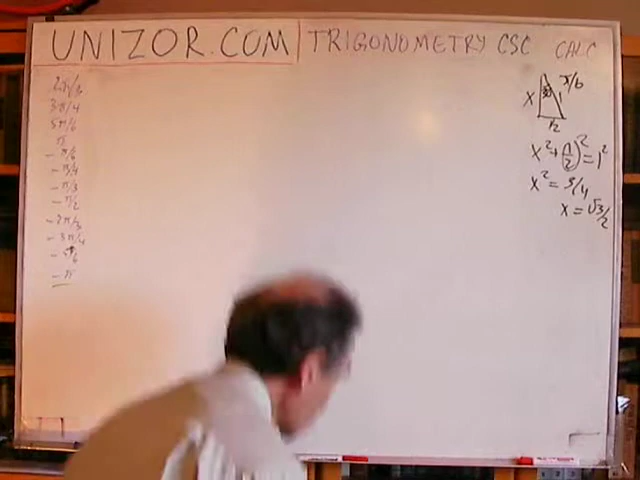 UNIZOR.COM TRIGONOMETRY CSC CALC
2π/3
3π/4
5π/6
π
- π/6
- π/4
- π/3
- π/2
- 2π/3
- 3π/4
- 5π/6
- π
π/6
x 1
1/2
x² + (1/2)² = 1²
x² = 3/4
x = √3/2